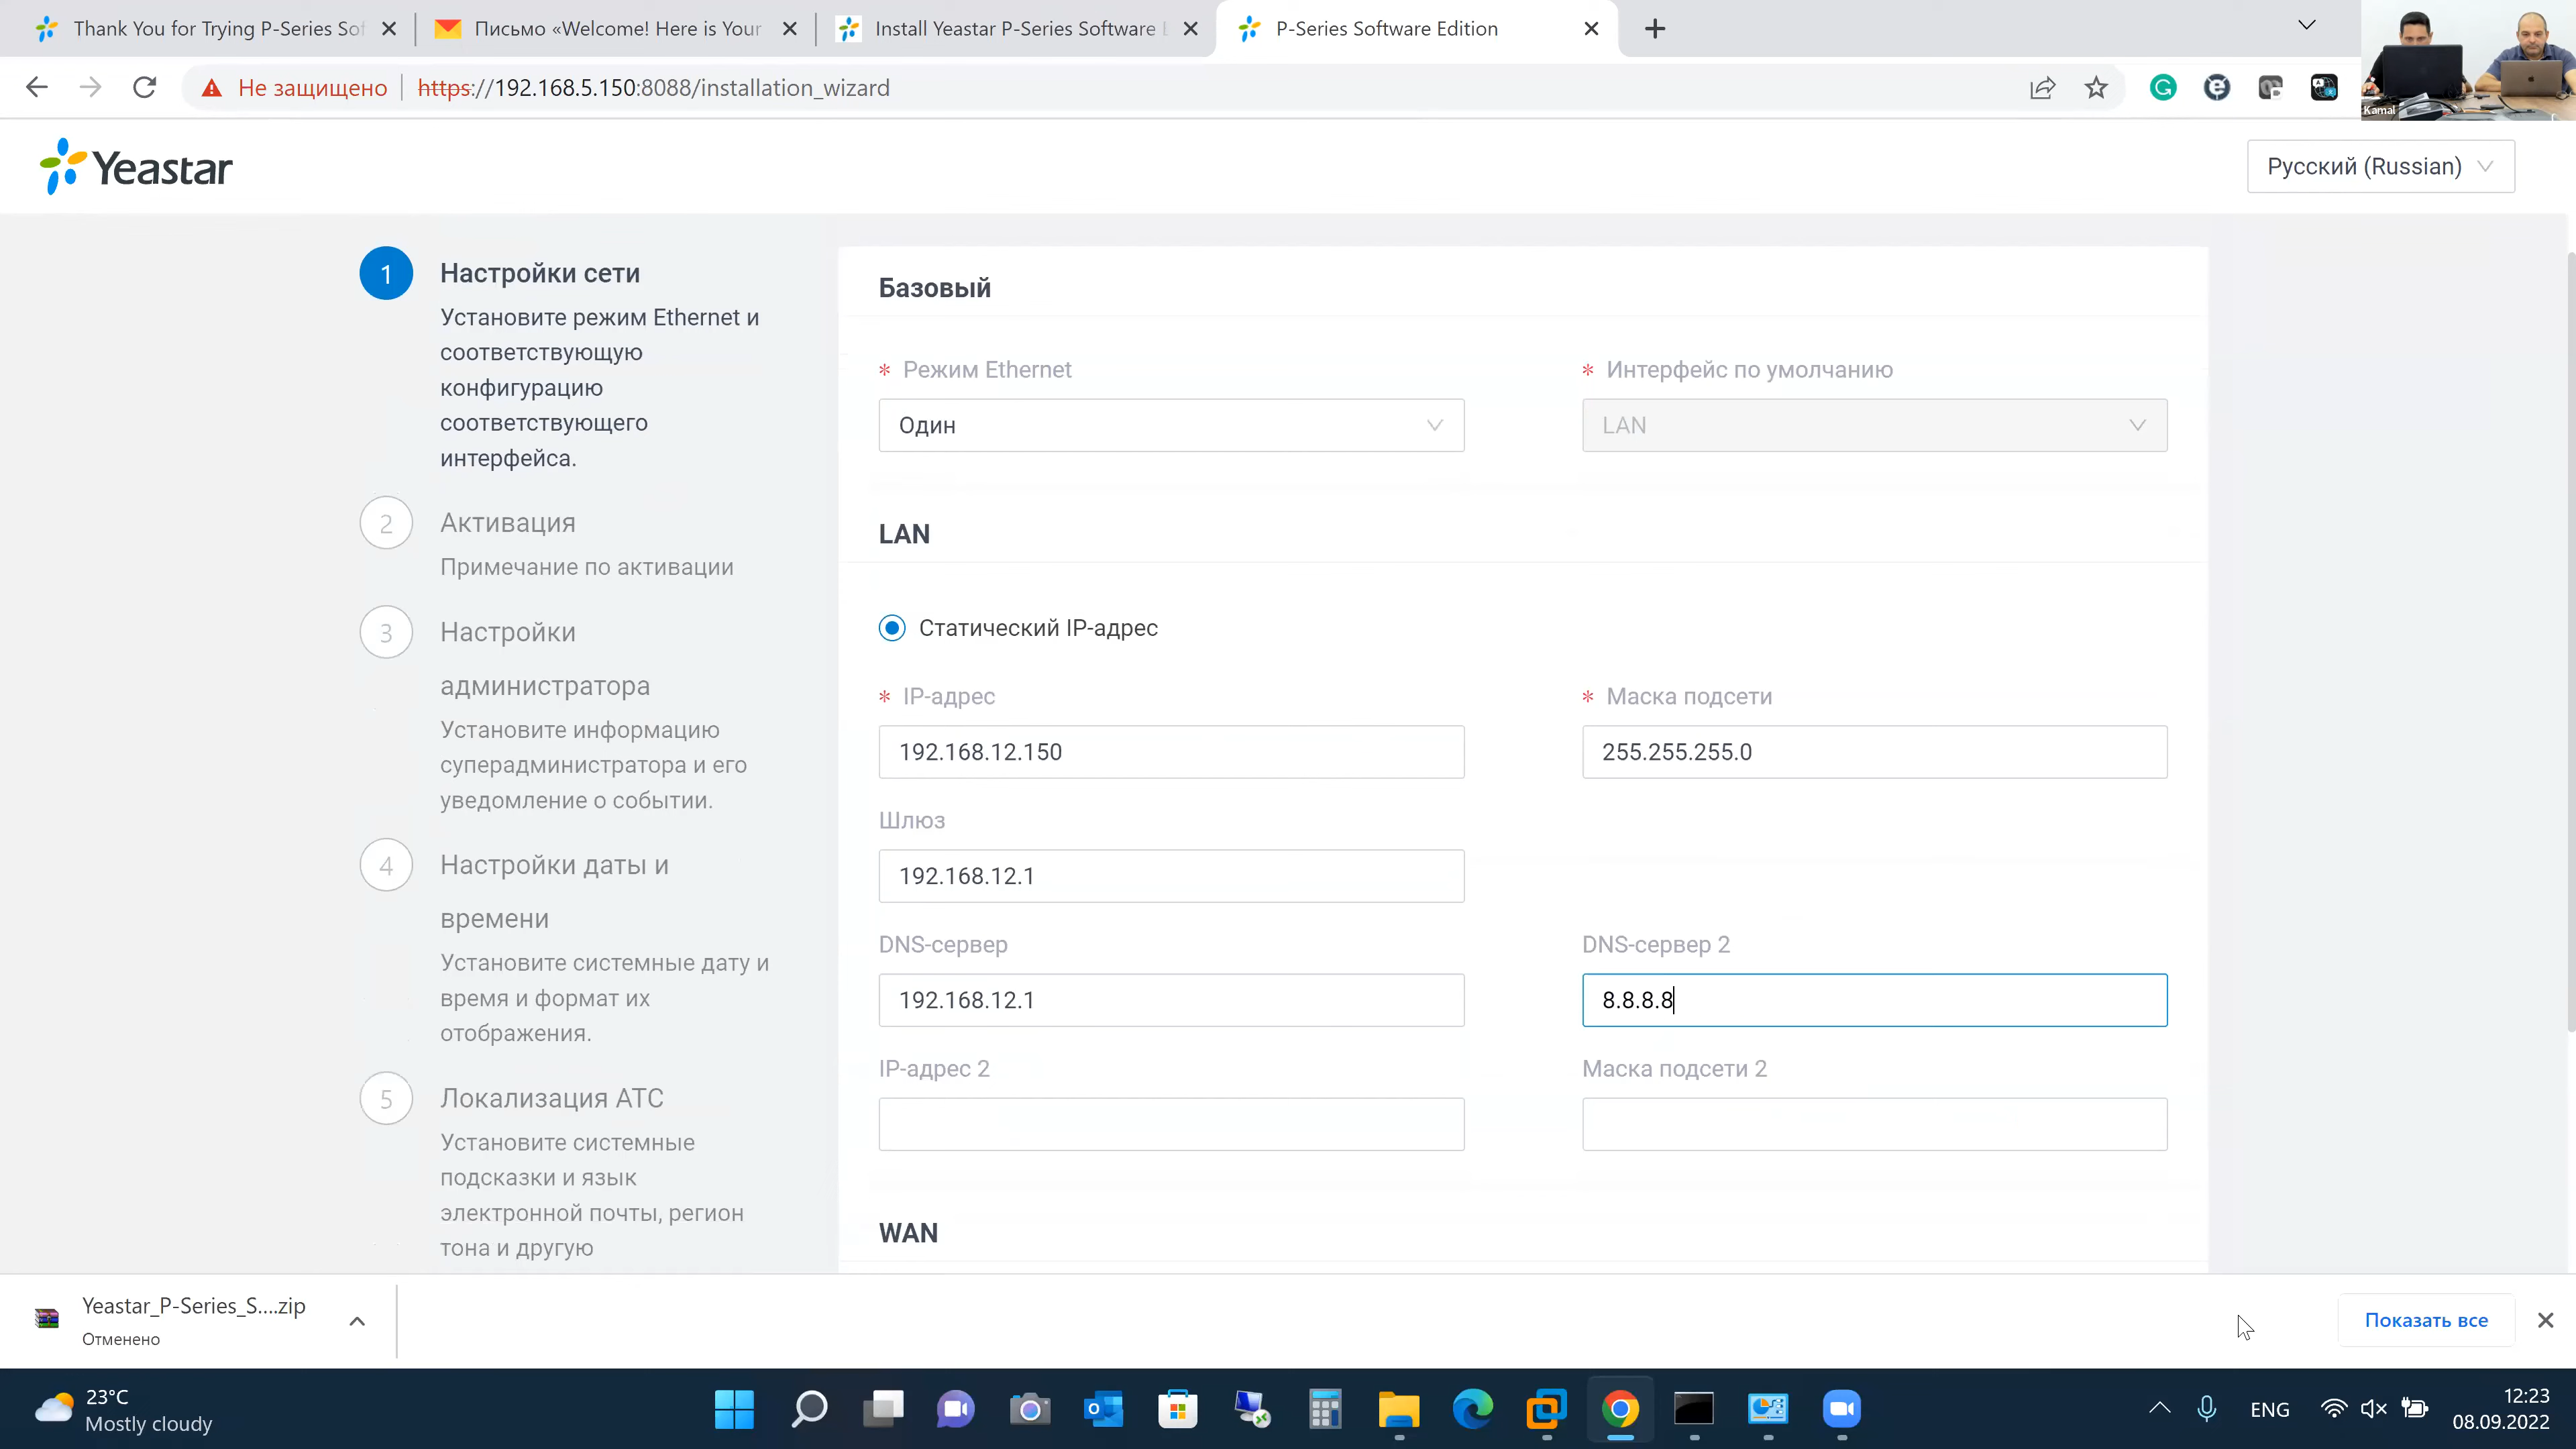 Thank You for Trying P-Series Sof
Письмо «Welcome! Here is Your
Install Yeastar P-Series Software
P-Series Software Edition
Не защищено
https://192.168.5.150:8088/installation_wizard
Kamal
Yeastar
Русский (Russian)
1
Настройки сети
Установите режим Ethernet и
соответствующую
конфигурацию
соответствующего
интерфейса.
2
Активация
Примечание по активации
3
Настройки
администратора
Установите информацию
суперадминистратора и его
уведомление о событии.
4
Настройки даты и
времени
Установите системные дату и
время и формат их
отображения.
5
Локализация АТС
Установите системные
подсказки и язык
электронной почты, регион
тона и другую
Базовый
* Режим Ethernet
* Интерфейс по умолчанию
Один
LAN
LAN
Статический IP-адрес
* IP-адрес
* Маска подсети
192.168.12.150
255.255.255.0
Шлюз
192.168.12.1
DNS-сервер
DNS-сервер 2
192.168.12.1
8.8.8.8
IP-адрес 2
Маска подсети 2
WAN
Yeastar_P-Series_S....zip
Отменено
Показать все
23°C
Mostly cloudy
ENG
12:23
08.09.2022